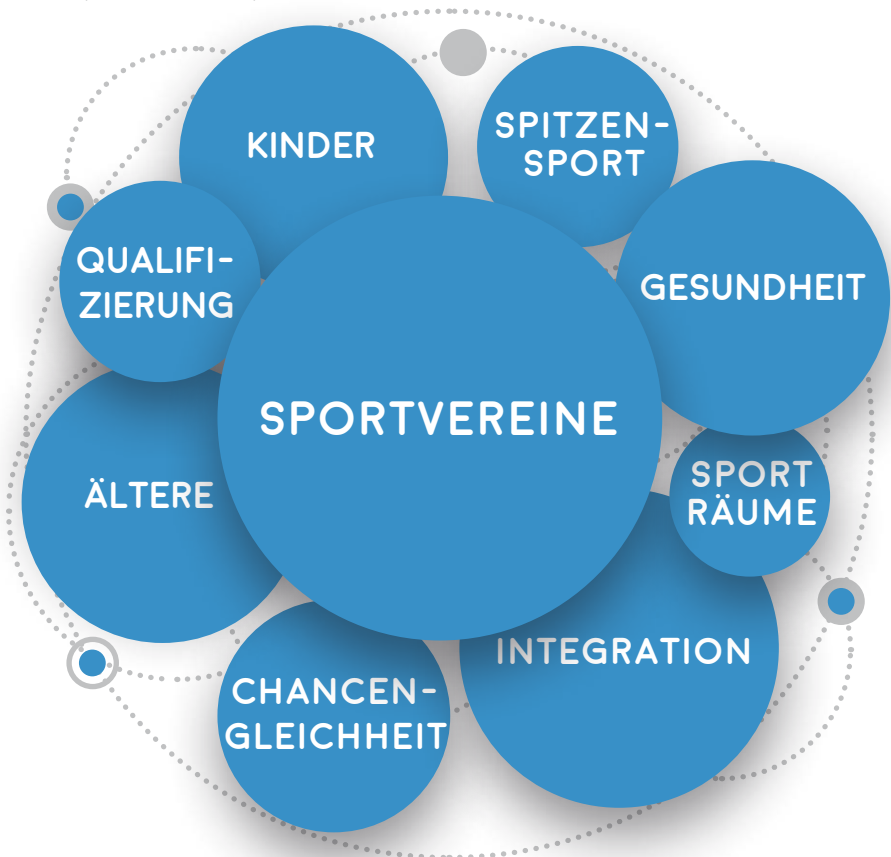 KINDER
SPITZEN-
SPORT
QUALIFI-
ZIERUNG
GESUNDHEIT
SPORTVEREINE
ÄLTERE
SPORT
RÄUME
INTEGRATION
CHANCEN-
GLEICHHEIT